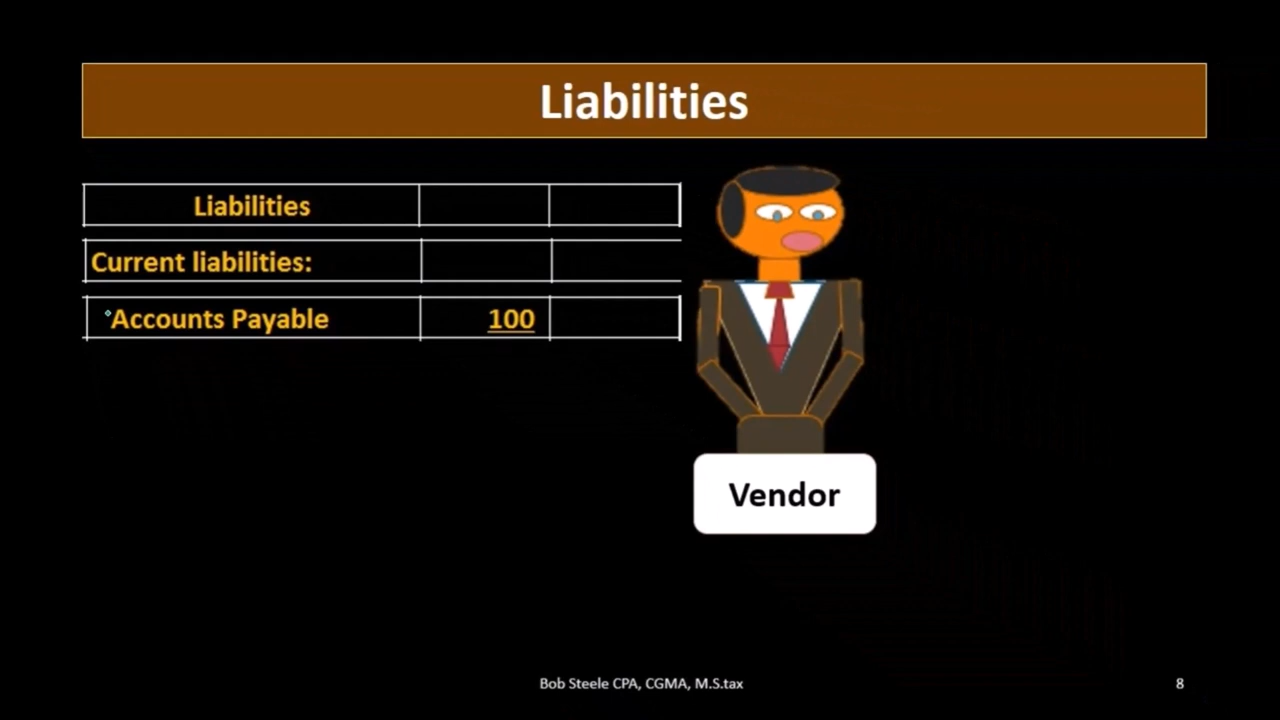 Liabilities
Liabilities
Current liabilities:
Accounts Payable 100
Vendor
Bob Steele CPA, CGMA, M.S.tax 8